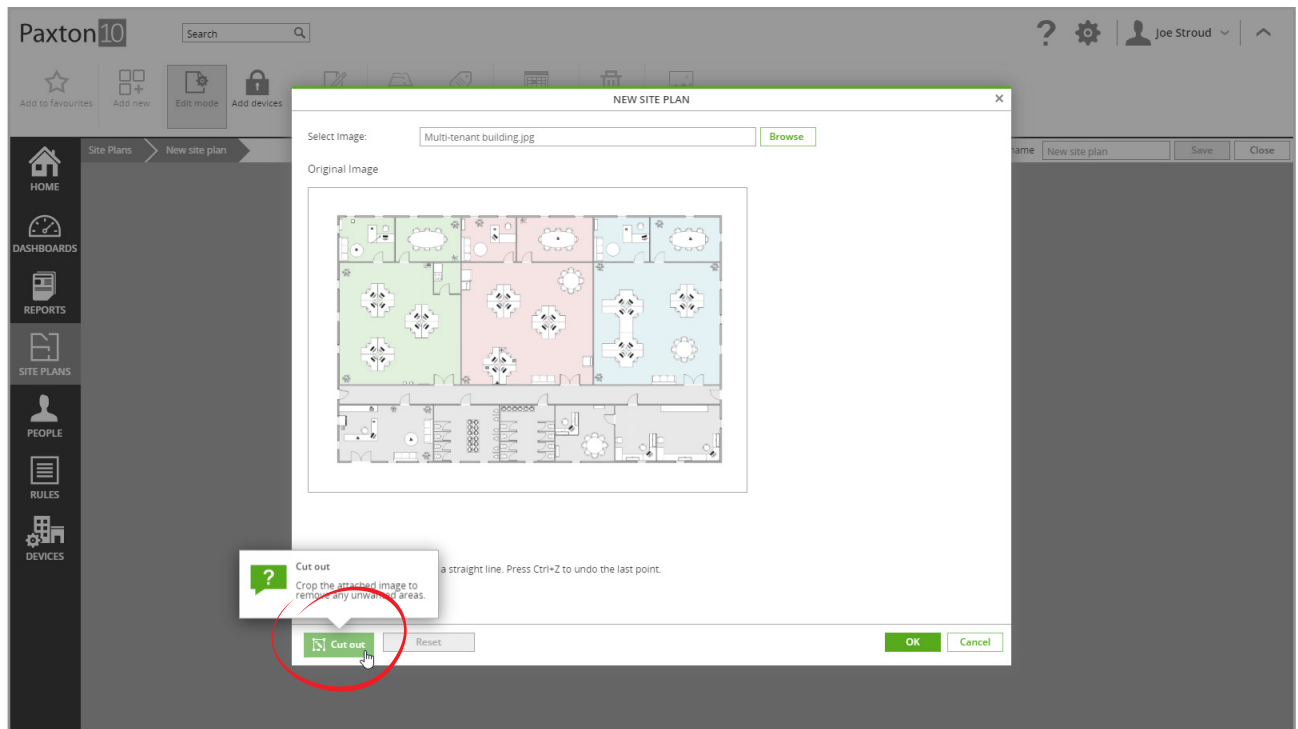 Paxton10
Search
Joe Stroud
Add to favourites
Add new
Edit mode
Add devices
NEW SITE PLAN
Select Image:
Multi-tenant building.jpg
Browse
Site Plans
New site plan
name
New site plan
Save
Close
Original Image
HOME
DASHBOARDS
REPORTS
SITE PLANS
PEOPLE
RULES
DEVICES
Cut out
Crop the attached image to
remove any unwanted areas.
a straight line. Press Ctrl+Z to undo the last point.
Cut out
Reset
OK
Cancel